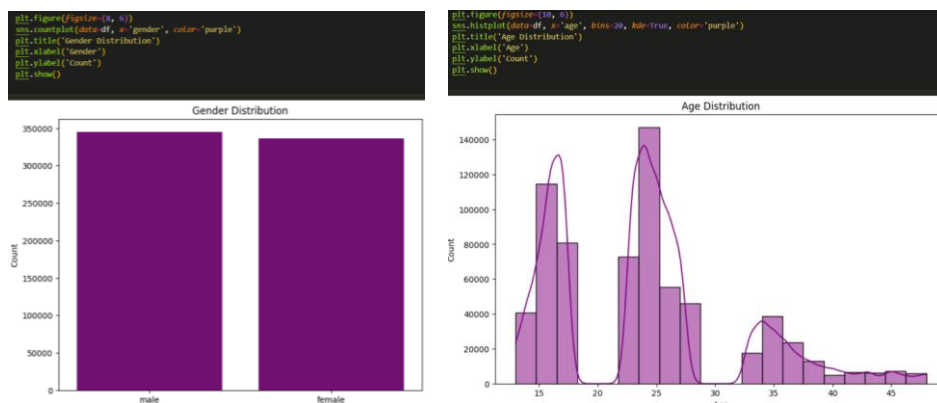 plt.figure(figsize=(8, 6))
sns.countplot(data=df, x='gender', color='purple')
plt.title('Gender Distribution')
plt.xlabel('Gender')
plt.ylabel('Count')
plt.show()
Gender Distribution
350000
300000
250000
200000
150000
100000
50000
0
Count
male
female
plt.figure(figsize=(10, 6))
sns.histplot(data=df, x='age', bins=20, kde=True, color='purple')
plt.title('Age Distribution')
plt.xlabel('Age')
plt.ylabel('Count')
plt.show()
Age Distribution
140000
120000
100000
80000
60000
40000
20000
0
Count
15
20
25
30
35
40
45